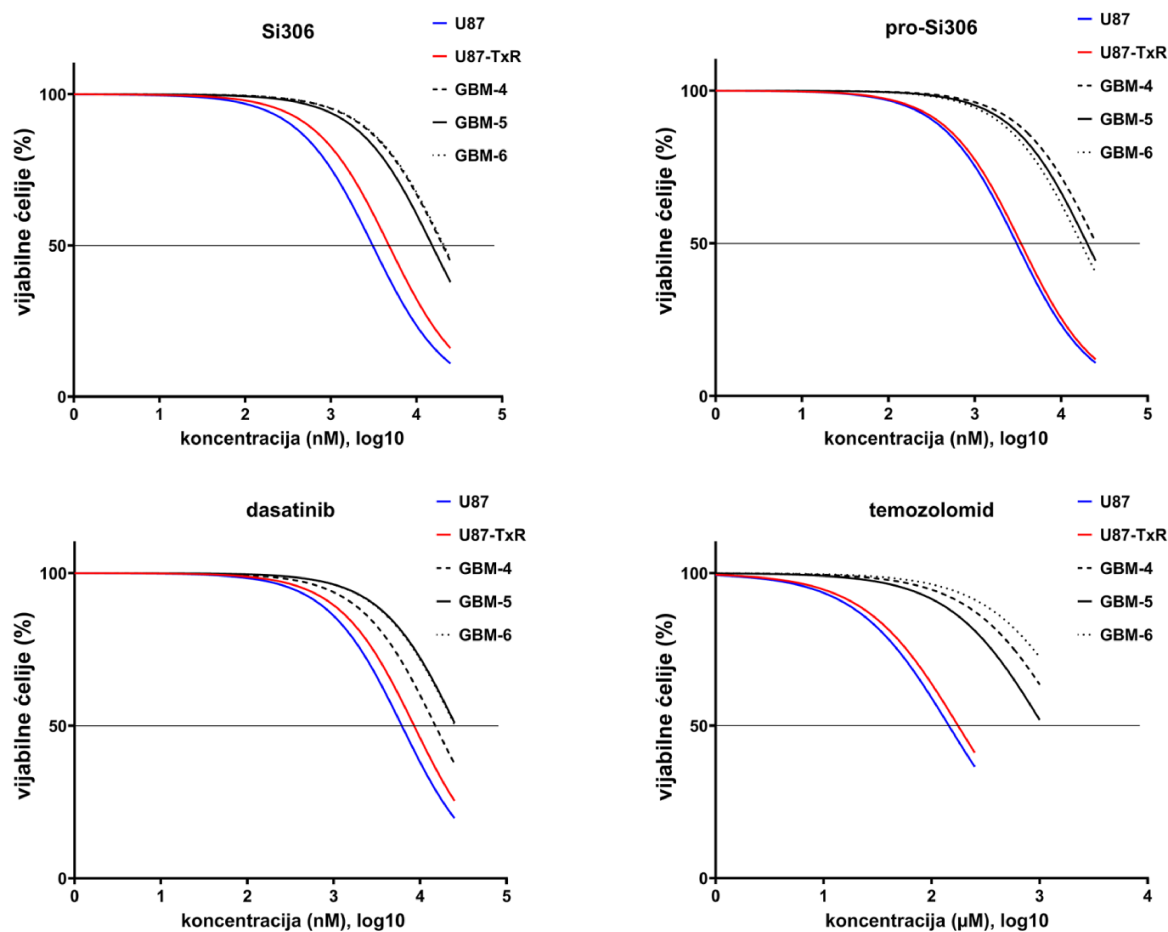 Si306
U87
U87-TxR
GBM-4
GBM-5
GBM-6
vijabilne ćelije (%)
100
50
0
0 1 2 3 4 5
koncentracija (nM), log10
pro-Si306
U87
U87-TxR
GBM-4
GBM-5
GBM-6
vijabilne ćelije (%)
100
50
0
0 1 2 3 4 5
koncentracija (nM), log10
dasatinib
U87
U87-TxR
GBM-4
GBM-5
GBM-6
vijabilne ćelije (%)
100
50
0
0 1 2 3 4 5
koncentracija (nM), log10
temozolomid
U87
U87-TxR
GBM-4
GBM-5
GBM-6
vijabilne ćelije (%)
100
50
0
0 1 2 3 4
koncentracija (µM), log10